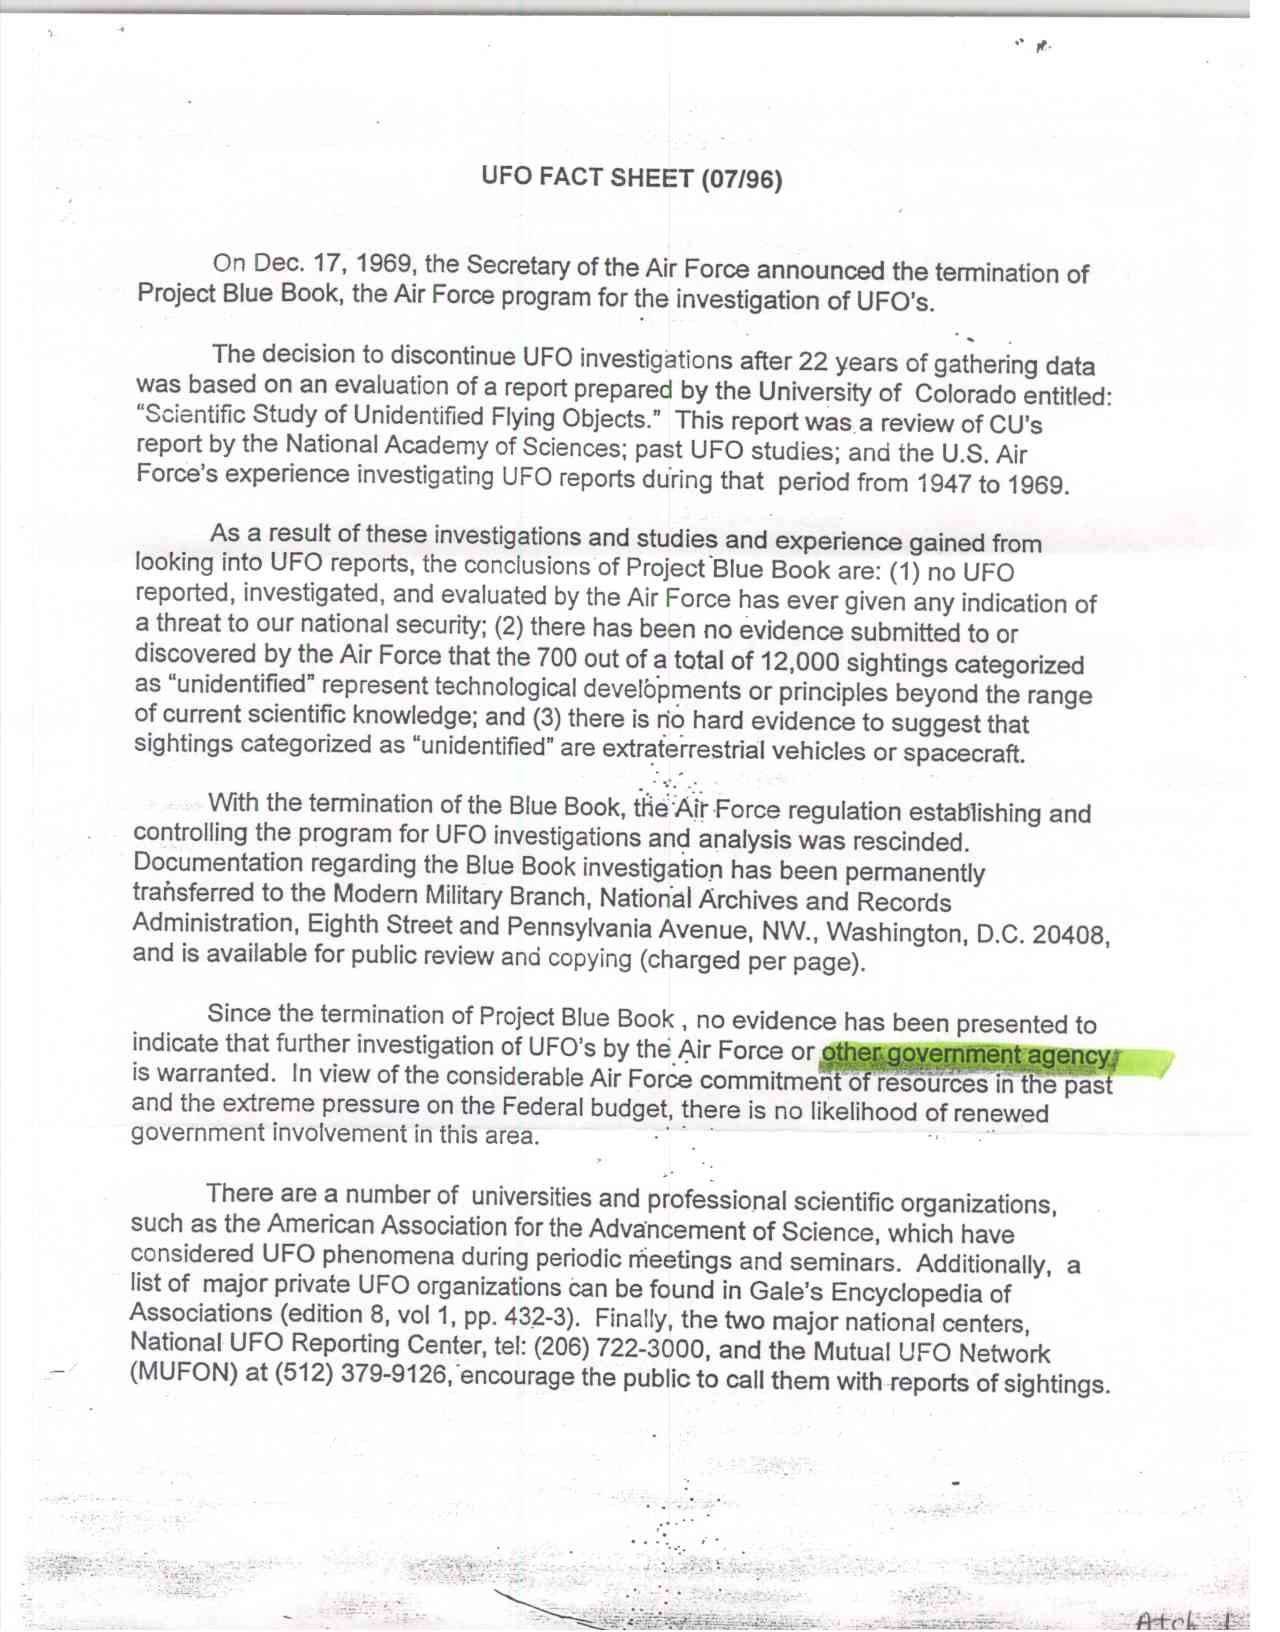 UFO FACT SHEET (07/96)
On Dec. 17, 1969, the Secretary of the Air Force announced the termination of
Project Blue Book, the Air Force program for the investigation of UFO's.
The decision to discontinue UFO investigations after 22 years of gathering data
was based on an evaluation of a report prepared by the University of Colorado entitled:
“Scientific Study of Unidentified Flying Objects.” This report was a review of CU's
report by the National Academy of Sciences; past UFO studies; and the U.S. Air
Force's experience investigating UFO reports during that period from 1947 to 1969.
As a result of these investigations and studies and experience gained from
looking into UFO reports, the conclusions of Project Blue Book are: (1) no UFO
reported, investigated, and evaluated by the Air Force has ever given any indication of
a threat to our national security; (2) there has been no evidence submitted to or
discovered by the Air Force that the 700 out of a total of 12,000 sightings categorized
as “unidentified” represent technological developments or principles beyond the range
of current scientific knowledge; and (3) there is no hard evidence to suggest that
sightings categorized as “unidentified” are extraterrestrial vehicles or spacecraft.
With the termination of the Blue Book, the Air Force regulation establishing and
controlling the program for UFO investigations and analysis was rescinded.
Documentation regarding the Blue Book investigation has been permanently
transferred to the Modern Military Branch, National Archives and Records
Administration, Eighth Street and Pennsylvania Avenue, NW., Washington, D.C. 20408,
and is available for public review and copying (charged per page).
Since the termination of Project Blue Book , no evidence has been presented to
indicate that further investigation of UFO's by the Air Force or other government agency
is warranted. In view of the considerable Air Force commitment of resources in the past
and the extreme pressure on the Federal budget, there is no likelihood of renewed
government involvement in this area.
There are a number of universities and professional scientific organizations,
such as the American Association for the Advancement of Science, which have
considered UFO phenomena during periodic meetings and seminars. Additionally, a
list of major private UFO organizations can be found in Gale's Encyclopedia of
Associations (edition 8, vol 1, pp. 432-3). Finally, the two major national centers,
National UFO Reporting Center, tel: (206) 722-3000, and the Mutual UFO Network
(MUFON) at (512) 379-9126, encourage the public to call them with reports of sightings.
Atch 1